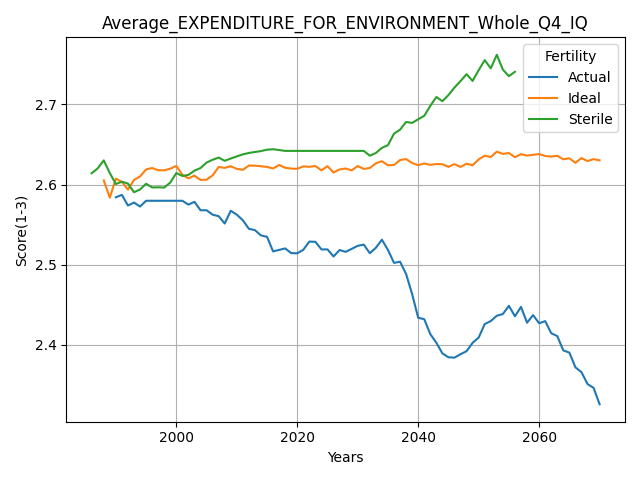 Average_EXPENDITURE_FOR_ENVIRONMENT_Whole_Q4_IQ
Fertility
Actual
Ideal
Sterile
2.7
2.6
2.5
2.4
Score(1-3)
2000
2020
2040
2060
Years